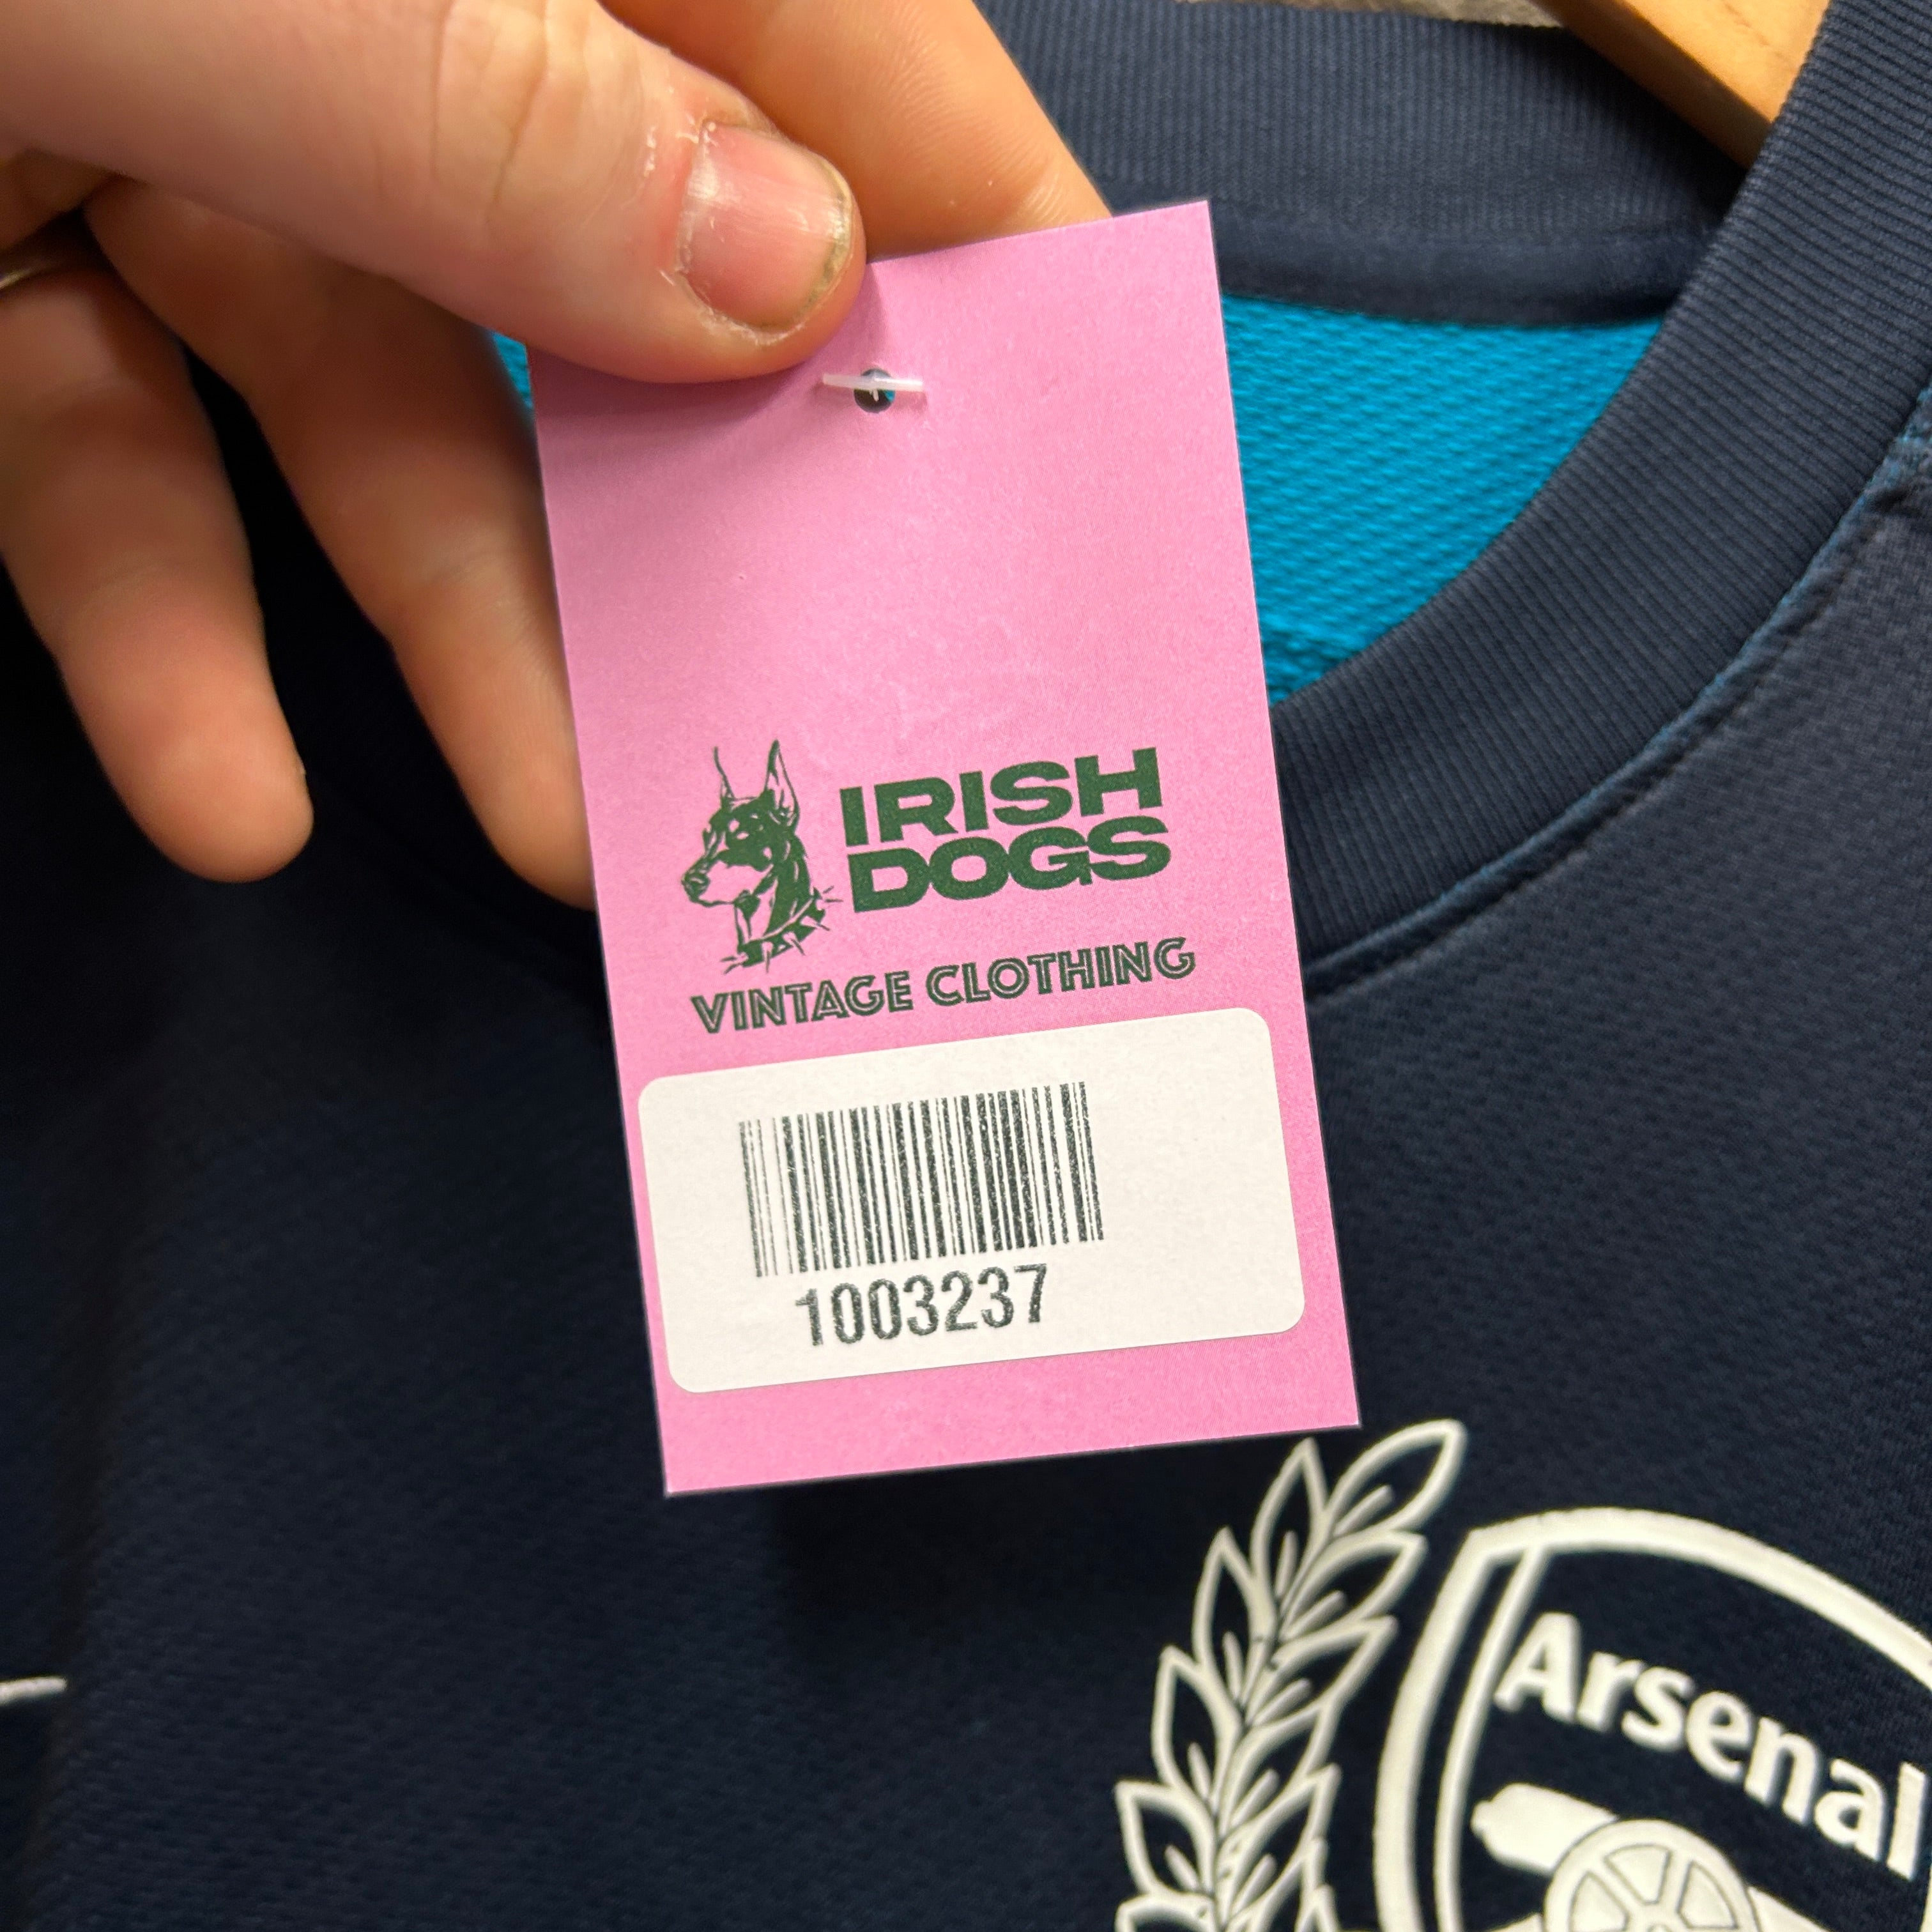 IRISH
DOGS
VINTAGE CLOTHING
1003237
Arsenal